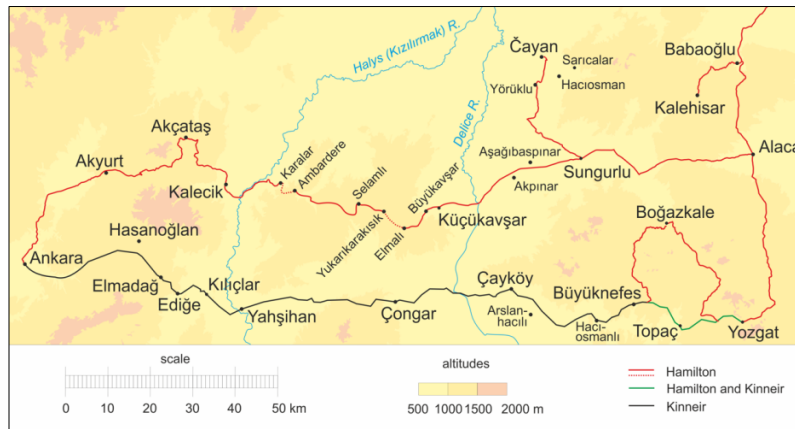 Halys (Kızılırmak) R.
Delice R.
Çayan
Sarıcalar
Hacıosman
Yörüklu
Babaoğlu
Kalehisar
Akçataş
Akyurt
Kalecik
Karalar
Ambardere
Selamlı
Yukarıkarakısık
Elmalı
Büyükavşar
Küçükavşar
Aşağıbaspınar
Akpınar
Sungurlu
Alaca
Hasanoğlan
Ankara
Elmadağ
Ediğe
Kılıçlar
Yahşihan
Çongar
Çayköy
Arslan-
hacılı
Hacı-
osmanlı
Büyüknefes
Boğazkale
Topaç
Yozgat
scale
0 10 20 30 40 50 km
altitudes
500 1000 1500 2000 m
Hamilton
Hamilton and Kinneir
Kinneir